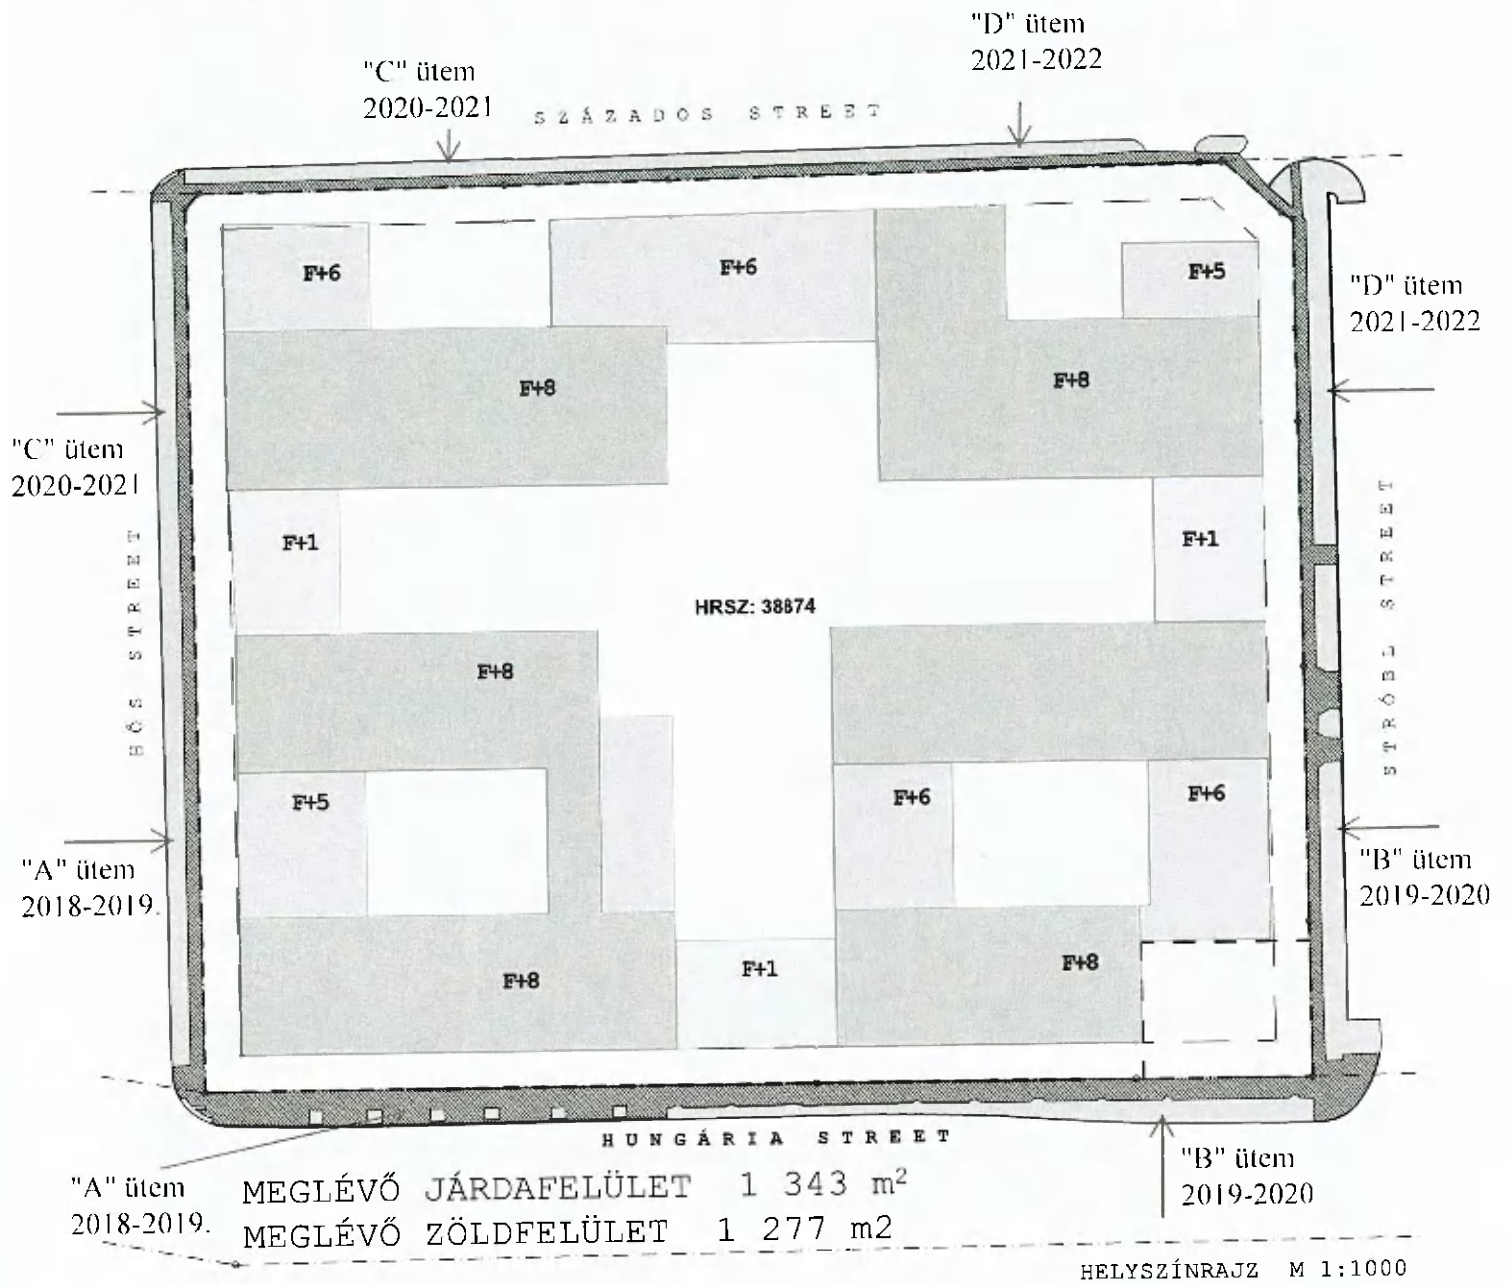 "D" ütem
2021-2022
"C" ütem
2020-2021
SZÁZADOS STREET
F+6
F+6
F+5
"D" ütem
2021-2022
F+8
F+8
"C" ütem
2020-2021
F+1
F+1
HŐS STREET
HRSZ: 38874
STRÓBL STREET
F+8
F+5
F+6
F+6
"A" ütem
2018-2019.
"B" ütem
2019-2020
F+8
F+1
F+8
HUNGÁRIA STREET
"A" ütem
2018-2019.
MEGLÉVŐ JÁRDAFELÜLET 1 343 m²
MEGLÉVŐ ZÖLDFELÜLET 1 277 m2
"B" ütem
2019-2020
HELYSZÍNRAJZ M 1:1000